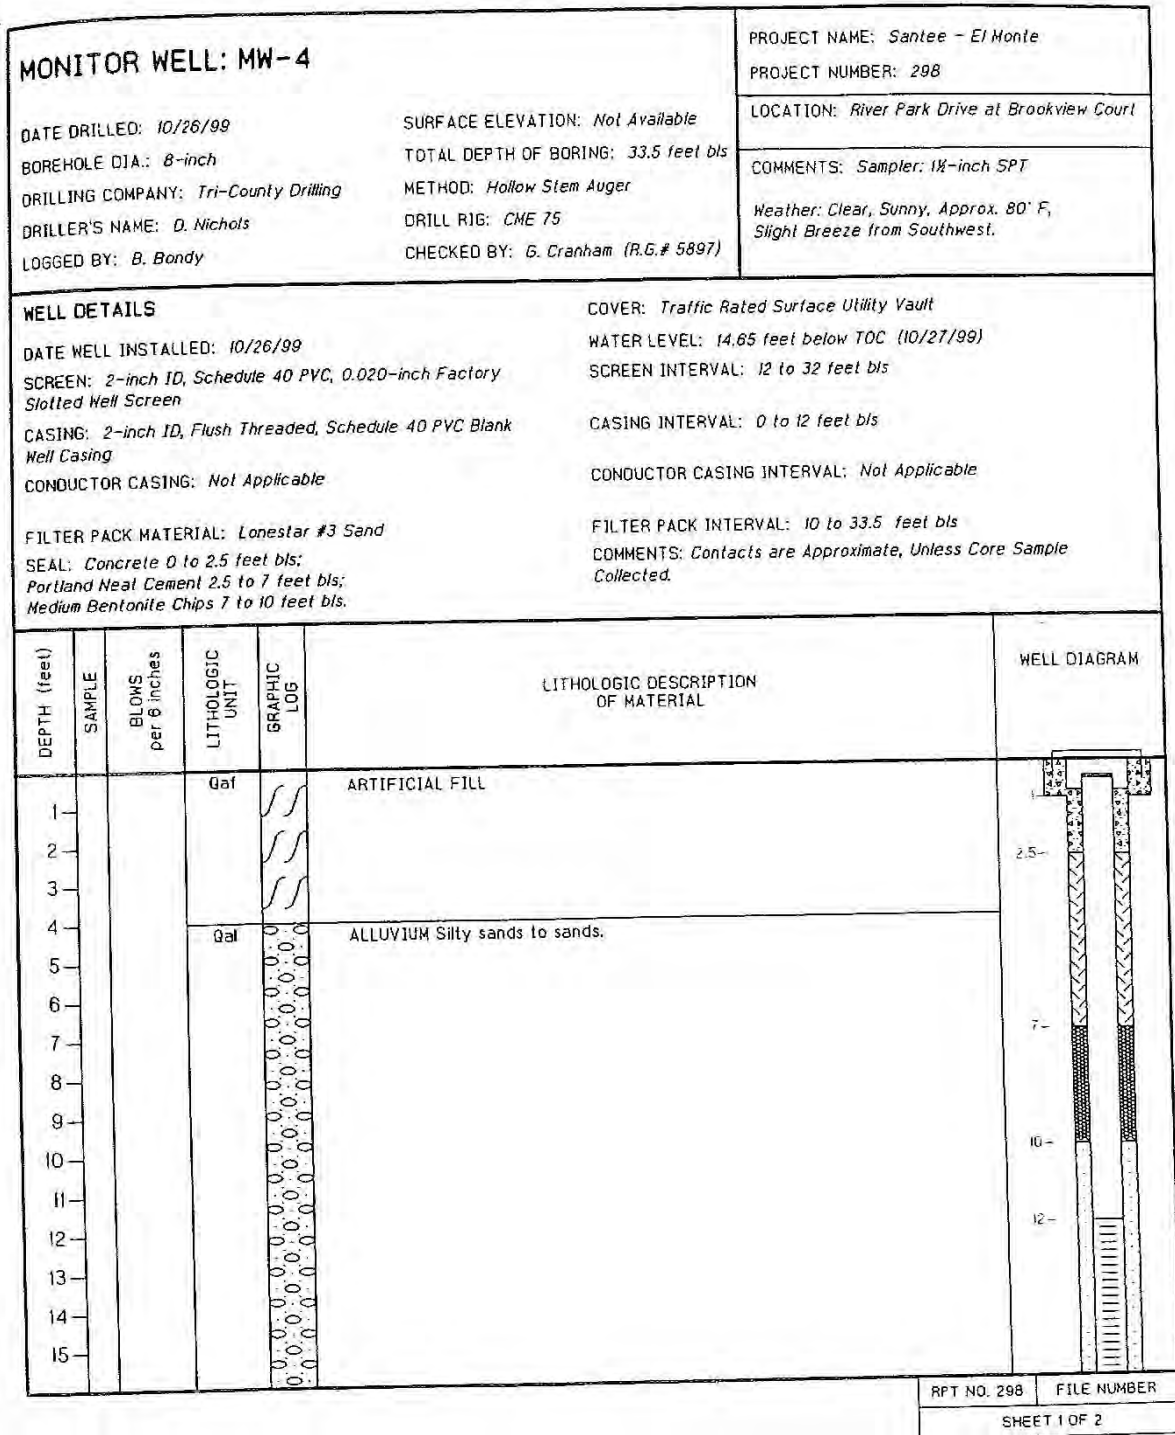 MONITOR WELL: MW-4
DATE DRILLED: 10/26/99
BOREHOLE DIA.: 8-inch
DRILLING COMPANY: Tri-County Drilling
DRILLER'S NAME: D. Nichols
LOGGED BY: B. Bondy
SURFACE ELEVATION: Not Available
TOTAL DEPTH OF BORING: 33.5 feet bls
METHOD: Hollow Stem Auger
DRILL RIG: CME 75
CHECKED BY: G. Cranham (R.G.# 5897)
PROJECT NAME: Santee - El Monte
PROJECT NUMBER: 298
LOCATION: River Park Drive at Brookview Court
COMMENTS: Sampler: 1½-inch SPT
Weather: Clear, Sunny, Approx. 80° F,
Slight Breeze from Southwest.
WELL DETAILS
DATE WELL INSTALLED: 10/26/99
SCREEN: 2-inch ID, Schedule 40 PVC, 0.020-inch Factory
Slotted Well Screen
CASING: 2-inch ID, Flush Threaded, Schedule 40 PVC Blank
Well Casing
CONDUCTOR CASING: Not Applicable
FILTER PACK MATERIAL: Lonestar #3 Sand
SEAL: Concrete 0 to 2.5 feet bls;
Portland Neat Cement 2.5 to 7 feet bls;
Medium Bentonite Chips 7 to 10 feet bls.
COVER: Traffic Rated Surface Utility Vault
WATER LEVEL: 14.65 feet below TOC (10/27/99)
SCREEN INTERVAL: 12 to 32 feet bls
CASING INTERVAL: 0 to 12 feet bls
CONDUCTOR CASING INTERVAL: Not Applicable
FILTER PACK INTERVAL: 10 to 33.5 feet bls
COMMENTS: Contacts are Approximate, Unless Core Sample
Collected.
DEPTH (feet)
SAMPLE
BLOWS
per 6 inches
LITHOLOGIC
UNIT
GRAPHIC
LOG
LITHOLOGIC DESCRIPTION
OF MATERIAL
WELL DIAGRAM
Qaf
ARTIFICIAL FILL
1
1
2
2.5
3
4
Qal
ALLUVIUM Silty sands to sands.
5
6
7
7
8
9
10
10
11
12
12
13
14
15
RPT NO. 298
FILE NUMBER
SHEET 1 OF 2